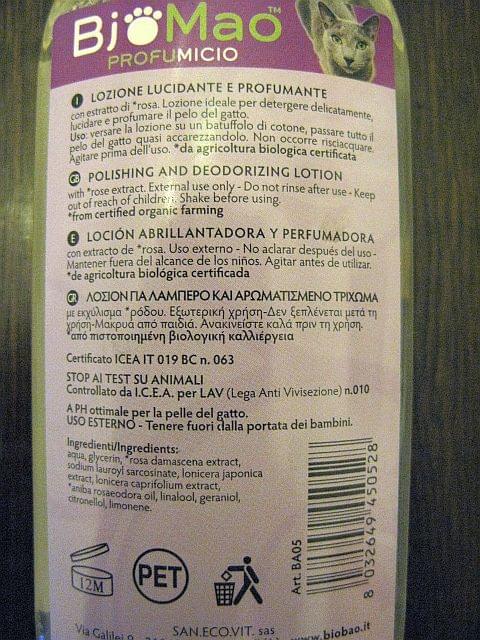 BioMao™
PROFUMICIO
I LOZIONE LUCIDANTE E PROFUMANTE
con estratto di *rosa. Lozione ideale per detergere delicatamente,
lucidare e profumare il pelo del gatto.
Uso: versare la lozione su un batuffolo di cotone, passare tutto il
pelo del gatto quasi accarezzandolo. Non occorre risciacquare.
Agitare prima dell'uso. *da agricoltura biologica certificata
GB POLISHING AND DEODORIZING LOTION
with *rose extract. External use only - Do not rinse after use - Keep
out of reach of children. Shake before using.
*from certified organic farming
E LOCIÓN ABRILLANTADORA Y PERFUMADORA
con extracto de *rosa. Uso externo - No aclarar después del uso -
Mantener fuera del alcance de los niños. Agitar antes de utilizar.
*de agricoltura biológica certificada
GR ΛΟΣΙΟΝ ΓΙΑ ΛΑΜΠΕΡΟ ΚΑΙ ΑΡΩΜΑΤΙΣΜΕΝΟ ΤΡΙΧΩΜΑ
με εκχύλισμα *ρόδου. Εξωτερική χρήση-Δεν ξεπλένεται μετά τη
χρήση-Μακρυά από παιδιά. Ανακινείστε καλά πριν τη χρήση.
*από πιστοποιημένη βιολογική καλλιέργεια
Certificato ICEA IT 019 BC n. 063
STOP AI TEST SU ANIMALI
Controllato da I.C.E.A. per LAV (Lega Anti Vivisezione) n.010
A PH ottimale per la pelle del gatto.
USO ESTERNO - Tenere fuori dalla portata dei bambini.
Ingredienti/Ingredients:
aqua, glycerin, *rosa damascena extract,
sodium lauroyl sarcosinate, lonicera japonica
extract, lonicera caprifolium extract,
*aniba rosaeodora oil, linalool, geraniol,
citronellol, limonene.
12M
PET
Art. BA05
8 032649 450528
SAN.ECO.VIT. sas
Via Galilei 9
www.biobao.it